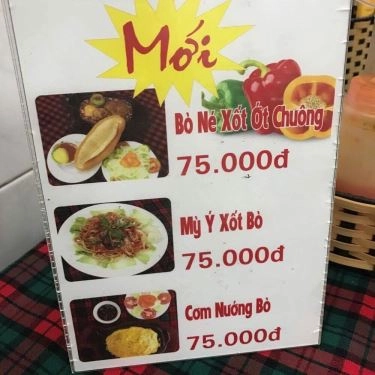 Mới
Bò Né Xốt Ớt Chuông
75.000đ
Mỳ Ý Xốt Bò
75.000đ
Cơm Nướng Bò
75.000đ